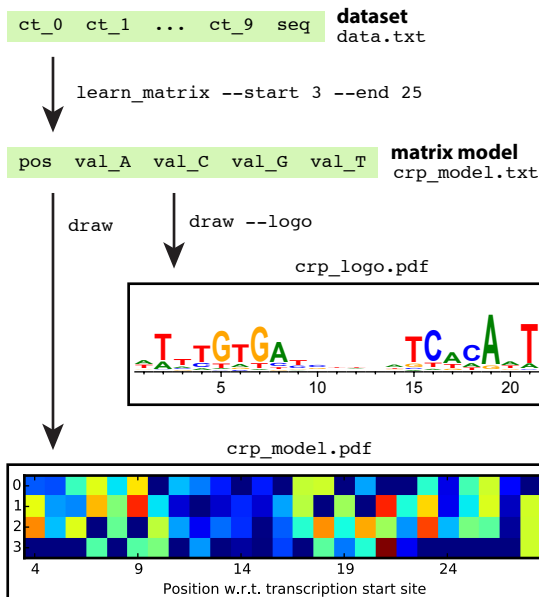 ct_0 ct_1 ... ct_9 seq dataset
data.txt
learn_matrix --start 3 --end 25
pos val_A val_C val_G val_T matrix model
crp_model.txt
draw draw --logo
crp_logo.pdf
TTTGTGA TCACAAT
5 10 15 20
crp_model.pdf
0
1
2
3
4 9 14 19 24
Position w.r.t. transcription start site